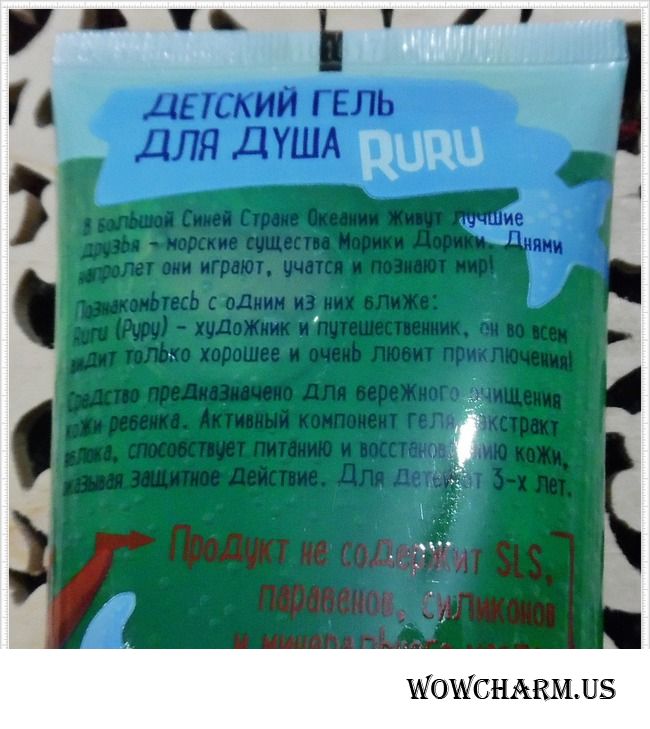 ДЕТСКИЙ ГЕЛЬ
ДЛЯ ДУША RURU
В Большой Синей Стране Океании Живут лучшие
друзья – морские существа Морики Дорики. Днями
напролет они играют, учатся и познают мир!
Познакомьтесь с одним из них ближе:
Ruru (Руру) – художник и путешественник, он во всем
видит только хорошее и очень любит приключения!
Средство предназначено для бережного очищения
кожи ребенка. Активный компонент геля, экстракт
яблока, способствует питанию и восстановлению кожи,
оказывая защитное действие. Для детей от 3-х лет.
Продукт не содержит SLS,
парабенов, силиконов
и
WOWCHARM.US